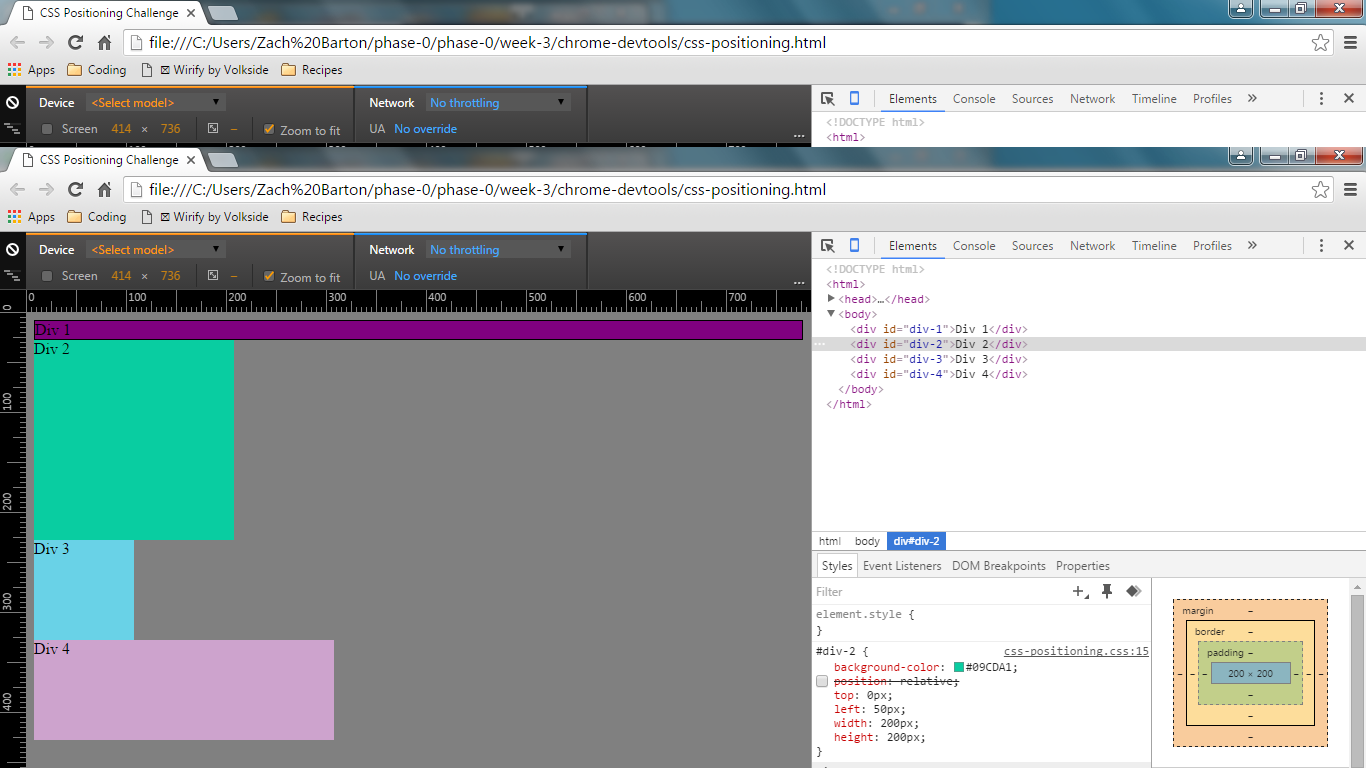 CSS Positioning Challenge
file:///C:/Users/Zach%20Barton/phase-0/phase-0/week-3/chrome-devtools/css-positioning.html
Apps Coding Wirify by Volkside Recipes
Device <Select model> Network No throttling
Elements Console Sources Network Timeline Profiles »
Screen 414 × 736 – Zoom to fit UA No override ...
<!DOCTYPE html>
<html>
CSS Positioning Challenge
file:///C:/Users/Zach%20Barton/phase-0/phase-0/week-3/chrome-devtools/css-positioning.html
Apps Coding Wirify by Volkside Recipes
Device <Select model> Network No throttling
Screen 414 × 736 – Zoom to fit UA No override ...
0 100 200 300 400 500 600 700
0
100
200
300
400
Div 1
Div 2
Div 3
Div 4
Elements Console Sources Network Timeline Profiles »
<!DOCTYPE html>
<html>
<head>…</head>
<body>
<div id="div-1">Div 1</div>
<div id="div-2">Div 2</div>
<div id="div-3">Div 3</div>
<div id="div-4">Div 4</div>
</body>
</html>
html body div#div-2
Styles Event Listeners DOM Breakpoints Properties
Filter
element.style {
}
#div-2 { css-positioning.css:15
background-color: #09CDA1;
position: relative;
top: 0px;
left: 50px;
width: 200px;
height: 200px;
}
margin –
border –
padding –
– – – 200 × 200 – – –
–
–
–